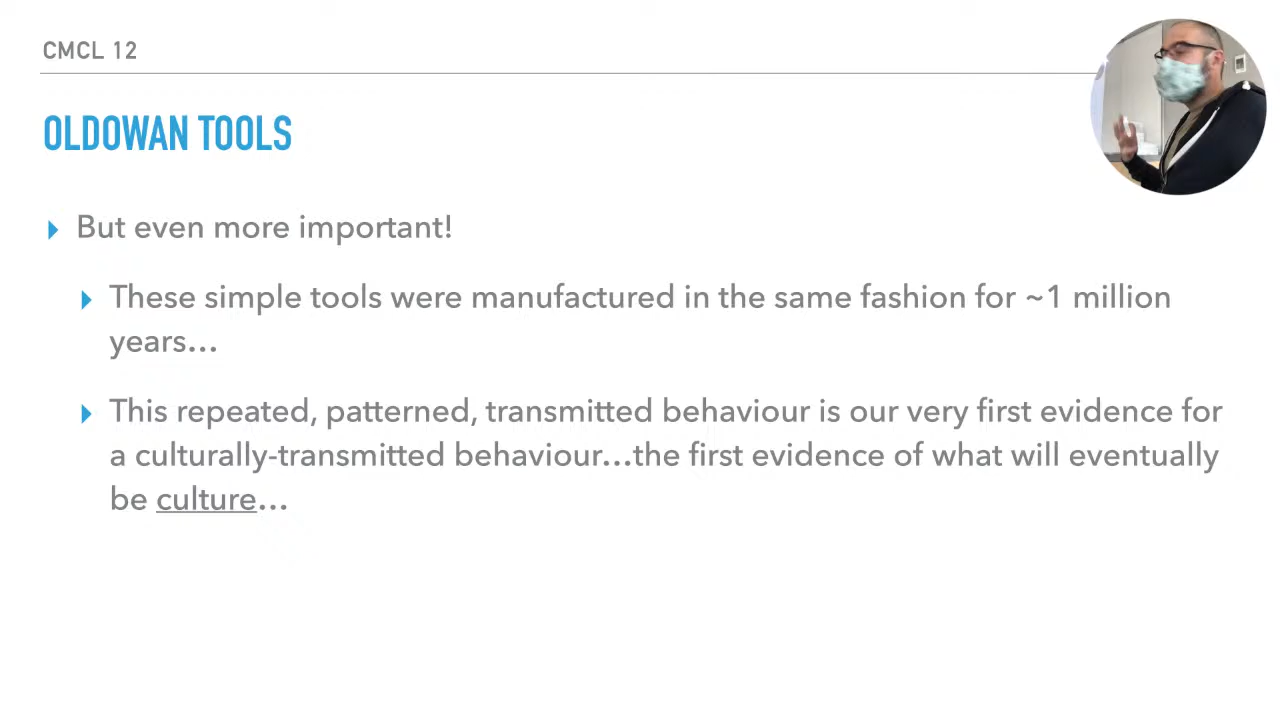 CMCL 12
OLDOWAN TOOLS
But even more important!
These simple tools were manufactured in the same fashion for ~1 million
years…
This repeated, patterned, transmitted behaviour is our very first evidence for
a culturally-transmitted behaviour…the first evidence of what will eventually
be culture…